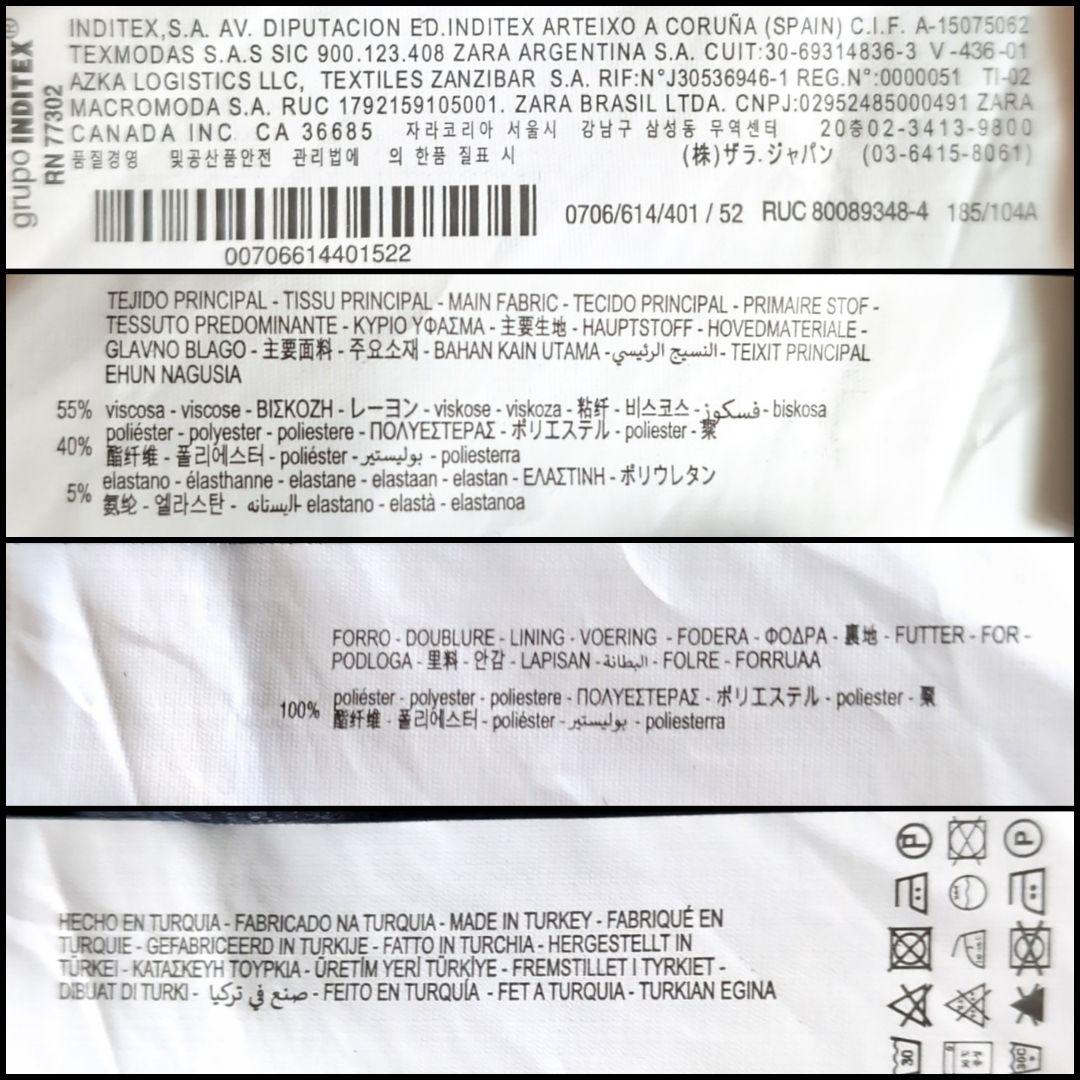 grupo INDITEX®
RN 77302
INDITEX,S.A. AV. DIPUTACION ED.INDITEX ARTEIXO A CORUÑA (SPAIN) C.I.F. A-15075062
TEXMODAS S.A.S SIC 900.123.408 ZARA ARGENTINA S.A. CUIT:30-69314836-3 V -436-01
AZKA LOGISTICS LLC, TEXTILES ZANZIBAR S.A. RIF:N°J30536946-1 REG.N°:0000051 TI-02
MACROMODA S.A. RUC 1792159105001. ZARA BRASIL LTDA. CNPJ:02952485000491 ZARA
CANADA INC. CA 36685 자라코리아 서울시 강남구 삼성동 무역센터 20층02-3413-9800
품질경영 및공산품안전 관리법에 의한품질표시 (株)ザラ.ジャパン (03-6415-8061)
00706614401522
0706/614/401 / 52 RUC 80089348-4 185/104A
TEJIDO PRINCIPAL - TISSU PRINCIPAL - MAIN FABRIC - TECIDO PRINCIPAL - PRIMAIRE STOF -
TESSUTO PREDOMINANTE - ΚΥΡΙΟ ΥΦΑΣΜΑ - 主要生地 - HAUPTSTOFF - HOVEDMATERIALE -
GLAVNO BLAGO - 主要面料 - 주요소재 - BAHAN KAIN UTAMA - النسيج الرئيسي - TEIXIT PRINCIPAL
EHUN NAGUSIA
55% viscosa - viscose - ΒΙΣΚΟΖΗ - レーヨン - viskose - viskoza - 粘纤 - 비스코스 - فسكوز - biskosa
poliéster - polyester - poliestere - ΠΟΛΥΕΣΤΕΡΑΣ - ポリエステル - poliester - 聚
40% 酯纤维 - 폴리에스터 - poliéster - بوليستير - poliesterra
elastano - élasthanne - elastane - elastaan - elastan - ΕΛΑΣΤΙΝΗ - ポリウレタン
5% 氨纶 - 엘라스탄 - اليستانه - elastano - elastà - elastanoa
FORRO - DOUBLURE - LINING - VOERING - FODERA - ΦΟΔΡΑ - 裏地 - FUTTER - FOR -
PODLOGA - 里料 - 안감 - LAPISAN - البطانة - FOLRE - FORRUAA
poliéster - polyester - poliestere - ΠΟΛΥΕΣΤΕΡΑΣ - ポリエステル - poliester - 聚
100% 酯纤维 - 폴리에스터 - poliéster - بوليستير - poliesterra
HECHO EN TURQUIA - FABRICADO NA TURQUIA - MADE IN TURKEY - FABRIQUÉ EN
TURQUIE - GEFABRICEERD IN TURKIJE - FATTO IN TURCHIA - HERGESTELLT IN
TÜRKEI - ΚΑΤΑΣΚΕΥΗ ΤΟΥΡΚΙΑ - ÜRETİM YERİ TÜRKİYE - FREMSTILLET I TYRKIET -
DIBUAT DI TURKI - صنع في تركيا - FEITO EN TURQUÍA - FET A TURQUIA - TURKIAN EGINA
P P
30 30C